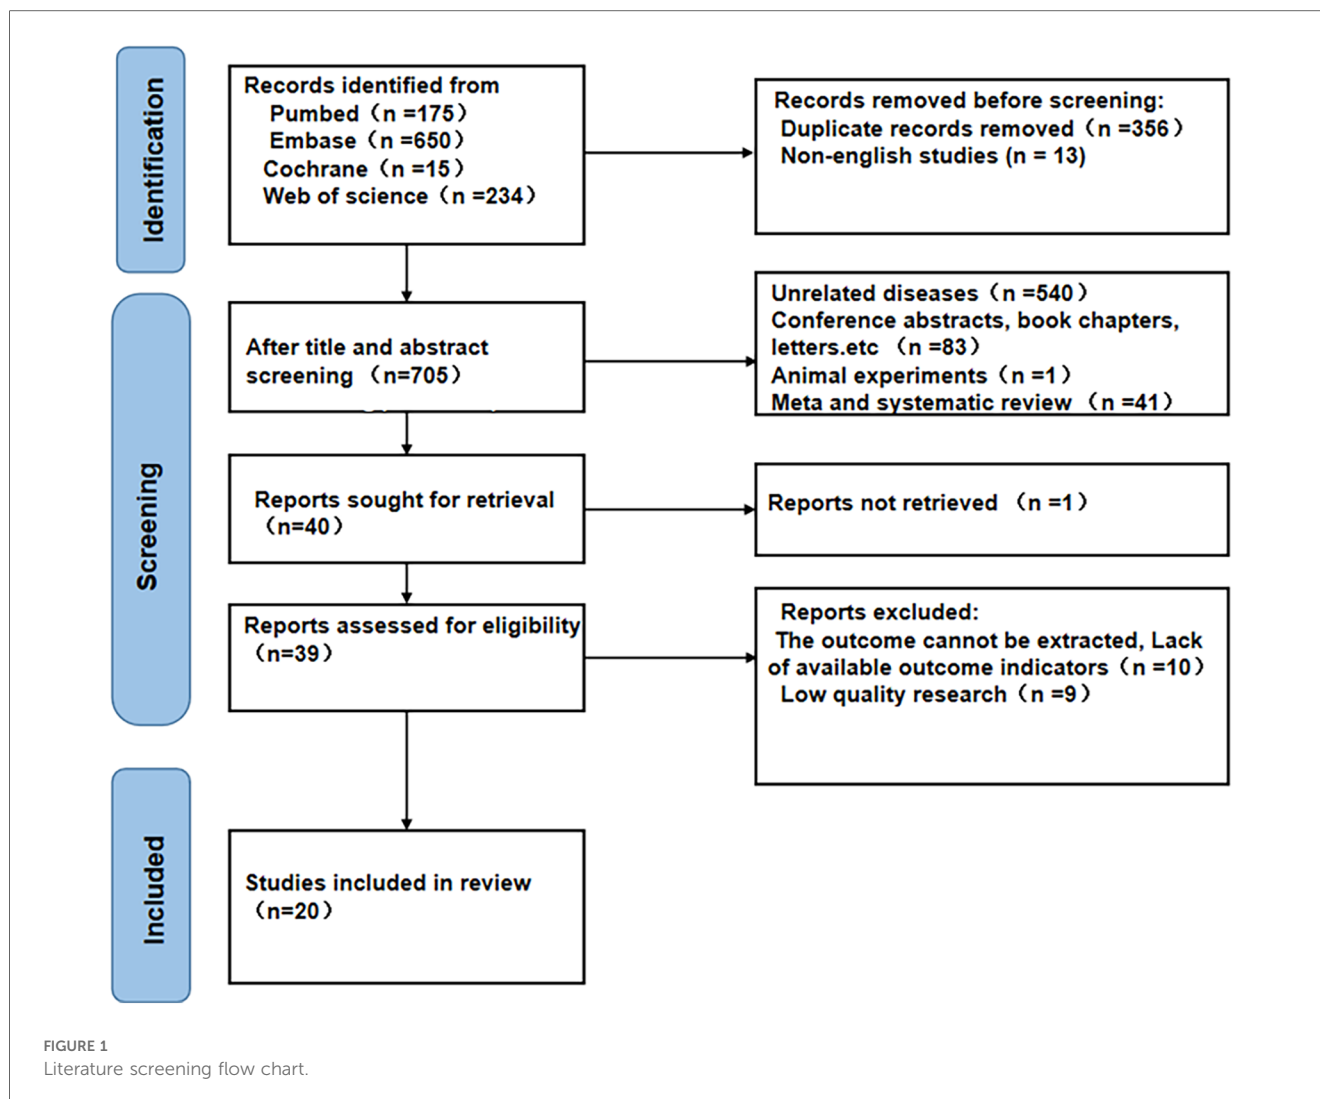 Identification
Records identified from
Pumbed（n =175）
Embase（n =650）
Cochrane（n =15）
Web of science（n =234）
Records removed before screening:
Duplicate records removed（n =356）
Non-english studies (n = 13)
Screening
After title and abstract
screening （n=705）
Unrelated diseases（n =540）
Conference abstracts, book chapters,
letters.etc （n =83）
Animal experiments（n =1）
Meta and systematic review （n =41）
Reports sought for retrieval
（n=40）
Reports not retrieved （n =1）
Reports assessed for eligibility
（n=39）
Reports excluded:
The outcome cannot be extracted, Lack
of available outcome indicators（n =10）
Low quality research（n =9）
Included
Studies included in review
（n=20）
FIGURE 1
Literature screening flow chart.